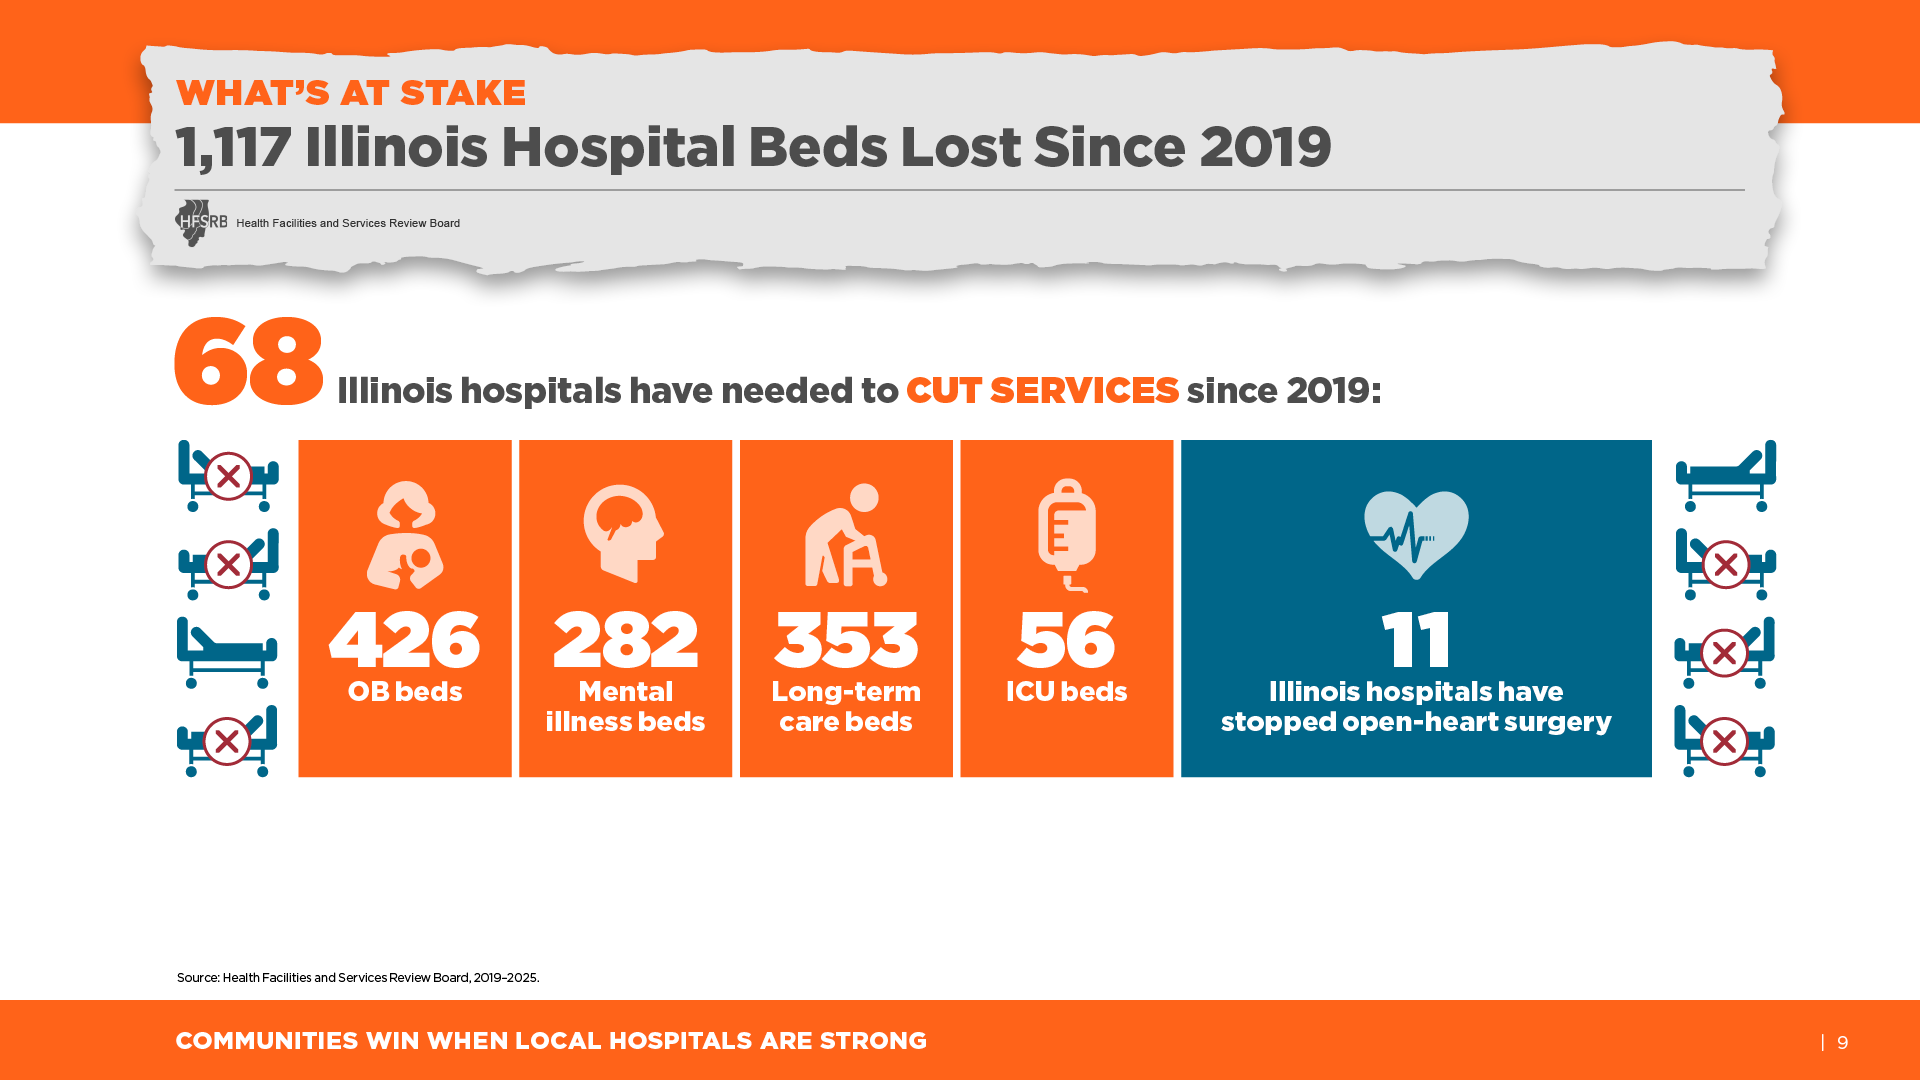 WHAT’S AT STAKE
1,117 Illinois Hospital Beds Lost Since 2019
HFSRB Health Facilities and Services Review Board
68 Illinois hospitals have needed to CUT SERVICES since 2019:
426
OB beds
282
Mental
illness beds
353
Long-term
care beds
56
ICU beds
11
Illinois hospitals have
stopped open-heart surgery
Source: Health Facilities and Services Review Board, 2019–2025.
COMMUNITIES WIN WHEN LOCAL HOSPITALS ARE STRONG
| 9